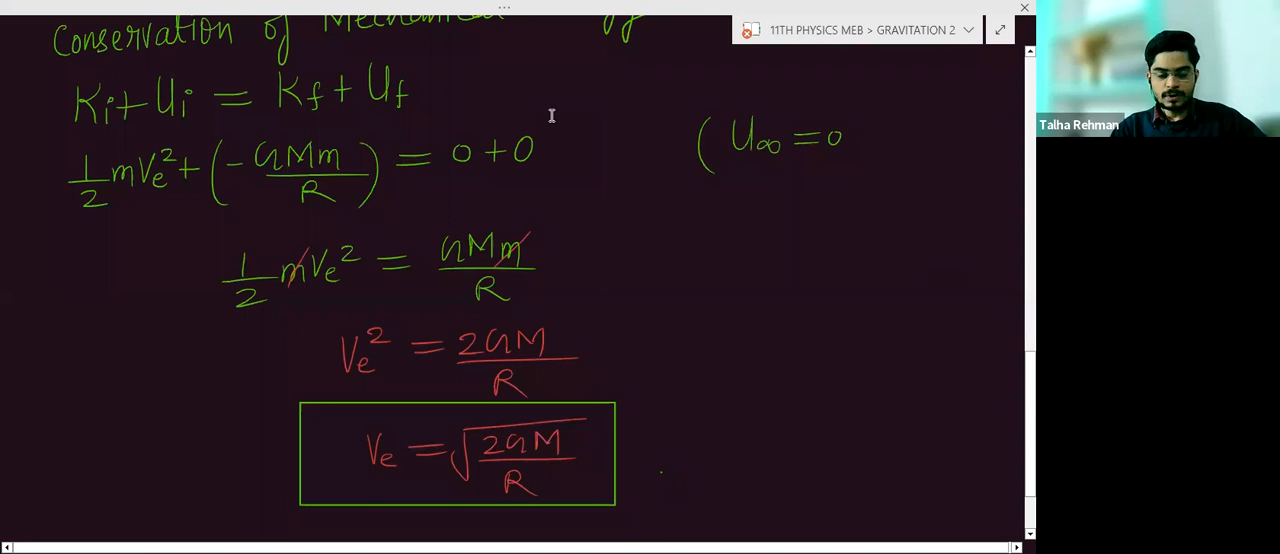 11TH PHYSICS MEB > GRAVITATION 2
Conservation of Mechanical
Ki + Ui = Kf + Uf
1/2 mVe² + (-GMm/R) = 0 + 0
(U∞ = 0
1/2 mVe² = GMm/R
Ve² = 2GM/R
Ve = √(2GM/R)
Talha Rehman